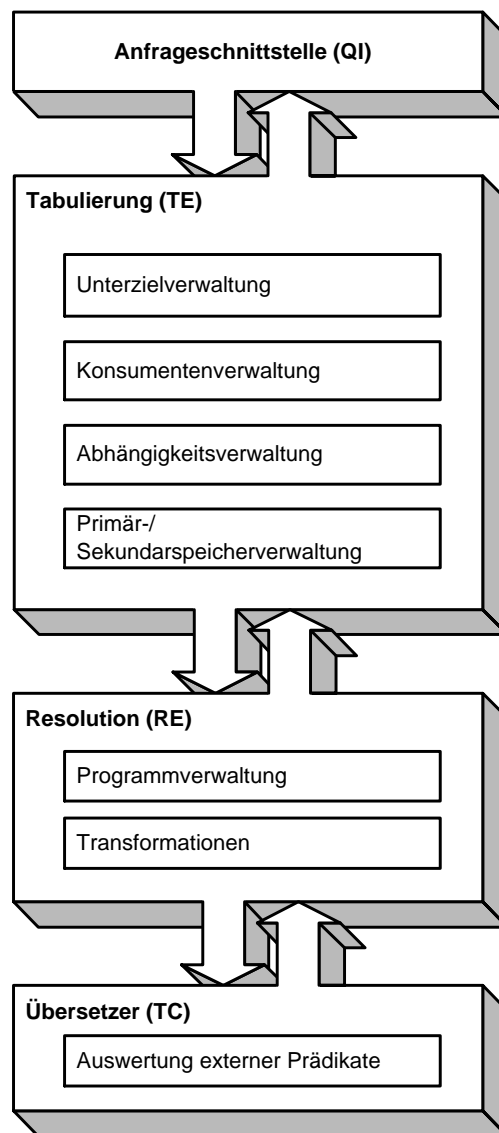 Anfrageschnittstelle (QI)
Tabulierung (TE)
Unterzielverwaltung
Konsumentenverwaltung
Abhängigkeitsverwaltung
Primär-/
Sekundarspeicherverwaltung
Resolution (RE)
Programmverwaltung
Transformationen
Übersetzer (TC)
Auswertung externer Prädikate